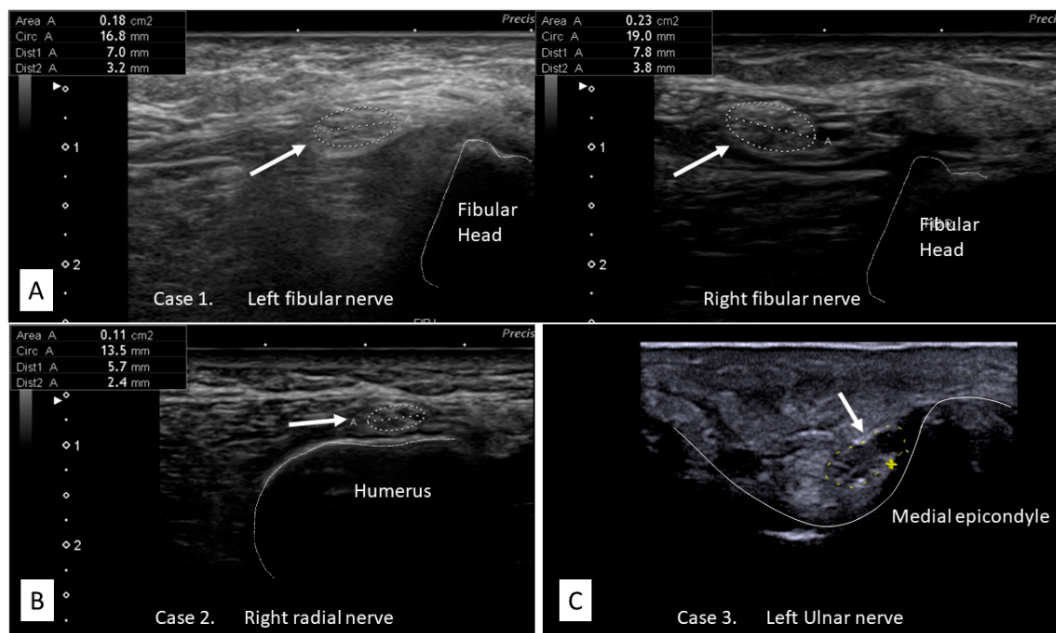 Area A 0.18 cm2
Circ A 16.8 mm
Dist1 A 7.0 mm
Dist2 A 3.2 mm
Precis
1
2
Fibular
Head
A
Case 1. Left fibular nerve
Area A 0.23 cm2
Circ A 19.0 mm
Dist1 A 7.8 mm
Dist2 A 3.8 mm
Precis
A
1
2
Fibular
Head
Right fibular nerve
A
Area A 0.11 cm2
Circ A 13.5 mm
Dist1 A 5.7 mm
Dist2 A 2.4 mm
Precis
A
1
2
Humerus
B
Case 2. Right radial nerve
Medial epicondyle
C
Case 3. Left Ulnar nerve